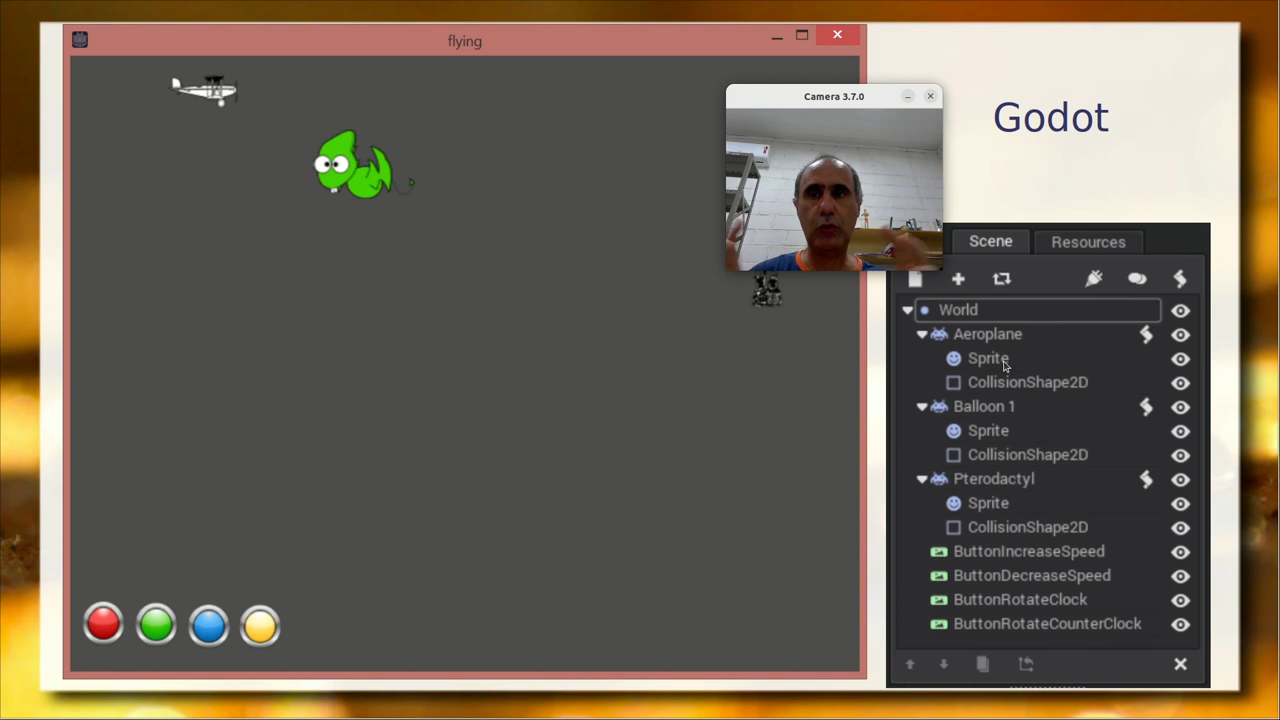 flying
Camera 3.7.0
Godot
Scene
Resources
World
Aeroplane
Sprite
CollisionShape2D
Balloon 1
Sprite
CollisionShape2D
Pterodactyl
Sprite
CollisionShape2D
ButtonIncreaseSpeed
ButtonDecreaseSpeed
ButtonRotateClock
ButtonRotateCounterClock